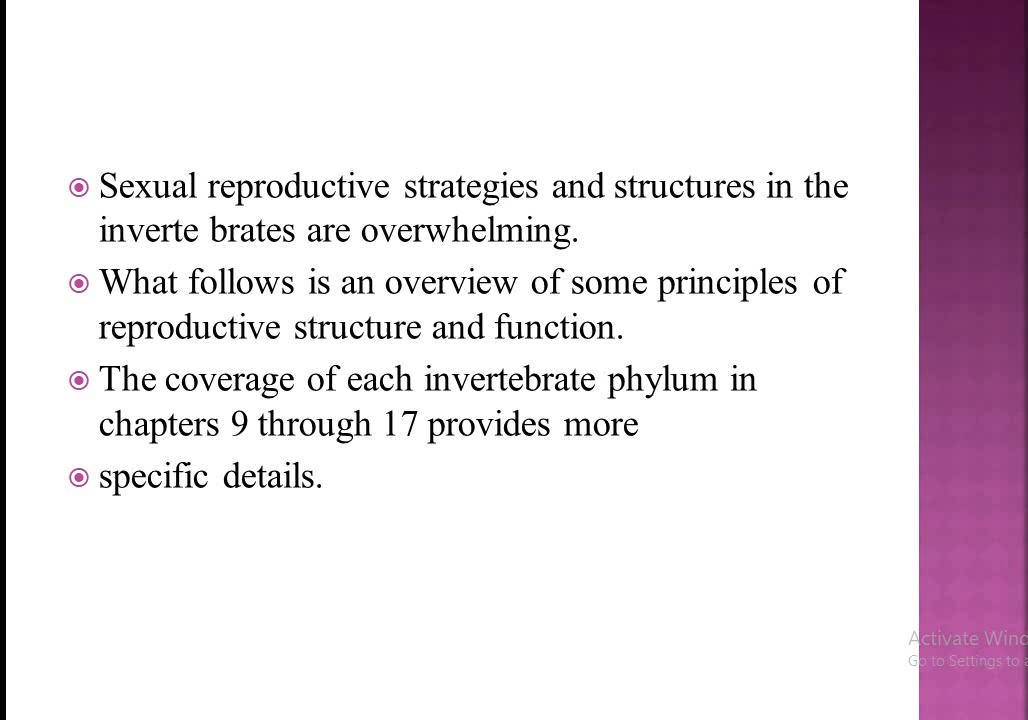 Sexual reproductive strategies and structures in the
inverte brates are overwhelming.
What follows is an overview of some principles of
reproductive structure and function.
The coverage of each invertebrate phylum in
chapters 9 through 17 provides more
specific details.
Activate
Go to Settings to